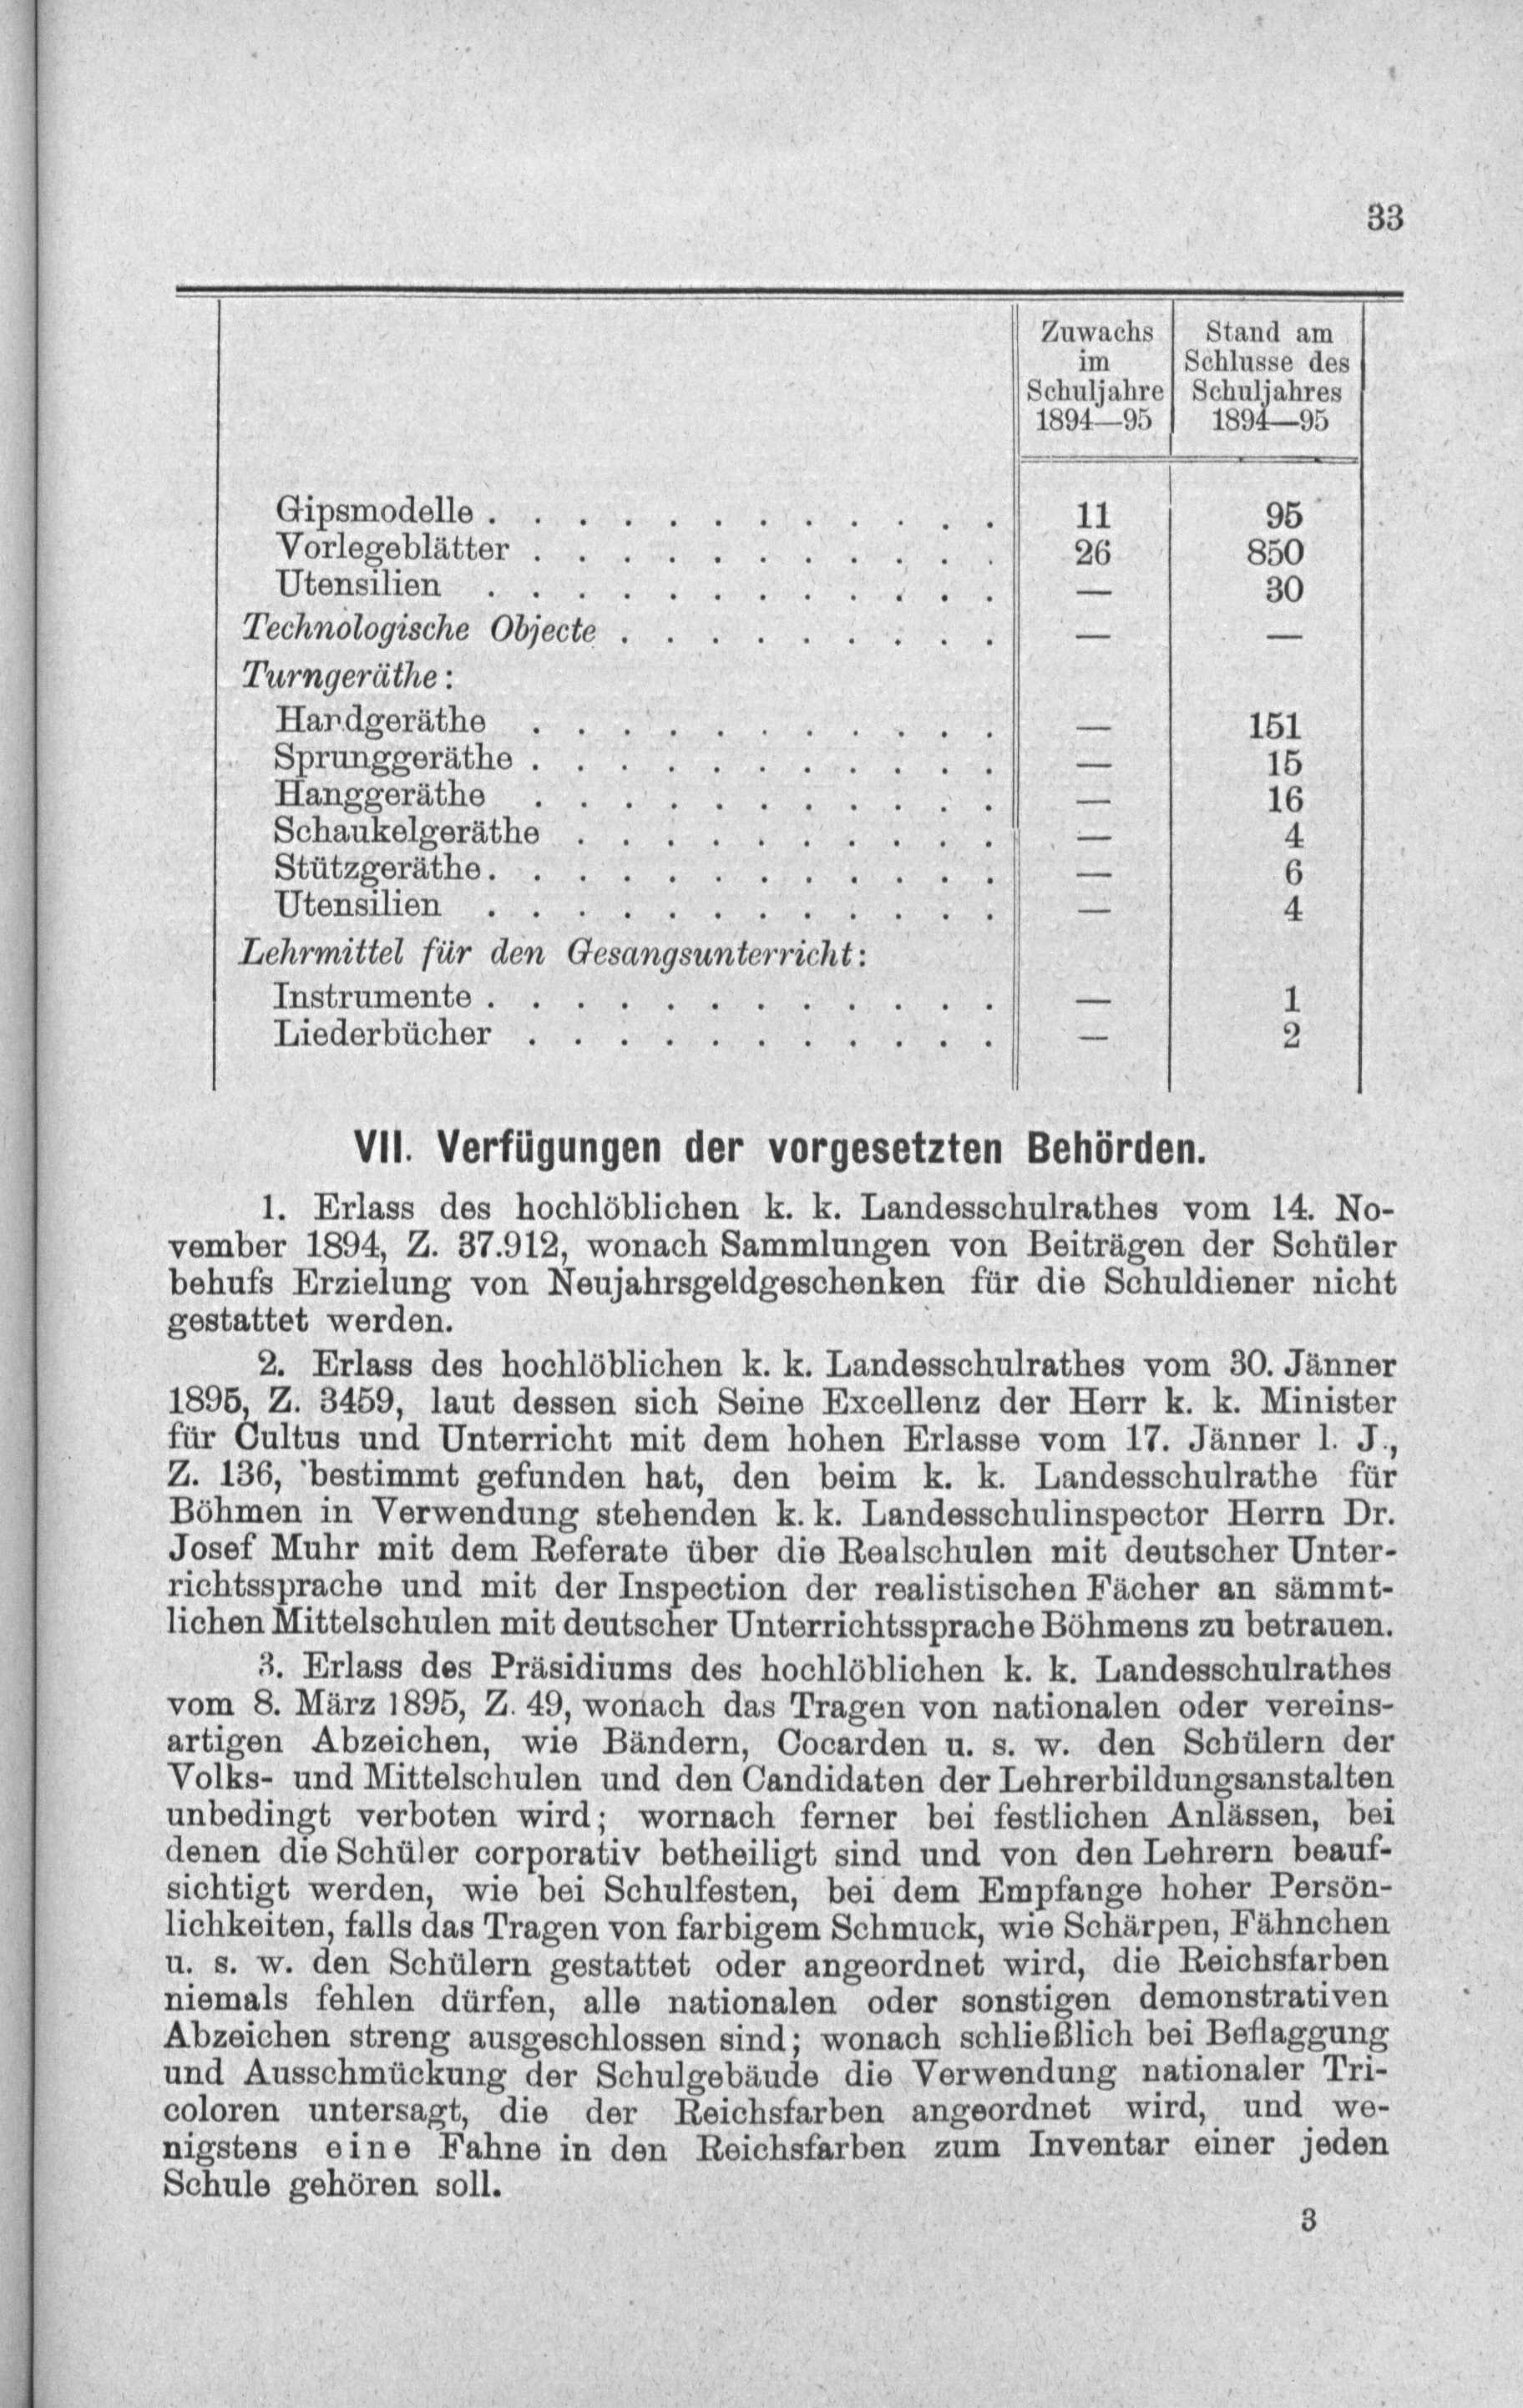 33
Zuwachs
im
Schuljahre
1894—95
Stand am
Schlusse des
Schuljahres
1894—95
Gipsmodelle . . . . . . . . . . . . 11 95
Vorlegeblätter . . . . . . . . . . . 26 850
Utensilien . . . . . . . . . . . . — 30
Technologische Objecte . . . . . . . . . — —
Turngeräthe:
Handgeräthe . . . . . . . . . . . — 151
Sprunggeräthe . . . . . . . . . . . — 15
Hanggeräthe . . . . . . . . . . . — 16
Schaukelgeräthe . . . . . . . . . . — 4
Stützgeräthe. . . . . . . . . . . . — 6
Utensilien . . . . . . . . . . . . — 4
Lehrmittel für den Gesangsunterricht:
Instrumente . . . . . . . . . . . . — 1
Liederbücher . . . . . . . . . . . — 2
VII. Verfügungen der vorgesetzten Behörden.
1. Erlass des hochlöblichen k. k. Landesschulrathes vom 14. No-
vember 1894, Z. 37.912, wonach Sammlungen von Beiträgen der Schüler
behufs Erzielung von Neujahrsgeldgeschenken für die Schuldiener nicht
gestattet werden.
2. Erlass des hochlöblichen k. k. Landesschulrathes vom 30. Jänner
1895, Z. 3459, laut dessen sich Seine Excellenz der Herr k. k. Minister
für Cultus und Unterricht mit dem hohen Erlasse vom 17. Jänner l. J.,
Z. 136, bestimmt gefunden hat, den beim k. k. Landesschulrathe für
Böhmen in Verwendung stehenden k. k. Landesschulinspector Herrn Dr.
Josef Muhr mit dem Referate über die Realschulen mit deutscher Unter-
richtssprache und mit der Inspection der realistischen Fächer an sämmt-
lichen Mittelschulen mit deutscher Unterrichtssprache Böhmens zu betrauen.
3. Erlass des Präsidiums des hochlöblichen k. k. Landesschulrathes
vom 8. März 1895, Z. 49, wonach das Tragen von nationalen oder vereins-
artigen Abzeichen, wie Bändern, Cocarden u. s. w. den Schülern der
Volks- und Mittelschulen und den Candidaten der Lehrerbildungsanstalten
unbedingt verboten wird; wornach ferner bei festlichen Anlässen, bei
denen die Schüler corporativ betheiligt sind und von den Lehrern beauf-
sichtigt werden, wie bei Schulfesten, bei dem Empfange hoher Persön-
lichkeiten, falls das Tragen von farbigem Schmuck, wie Schärpen, Fähnchen
u. s. w. den Schülern gestattet oder angeordnet wird, die Reichsfarben
niemals fehlen dürfen, alle nationalen oder sonstigen demonstrativen
Abzeichen streng ausgeschlossen sind; wonach schließlich bei Beflaggung
und Ausschmückung der Schulgebäude die Verwendung nationaler Tri-
coloren untersagt, die der Reichsfarben angeordnet wird, und we-
nigstens eine Fahne in den Reichsfarben zum Inventar einer jeden
Schule gehören soll.
3